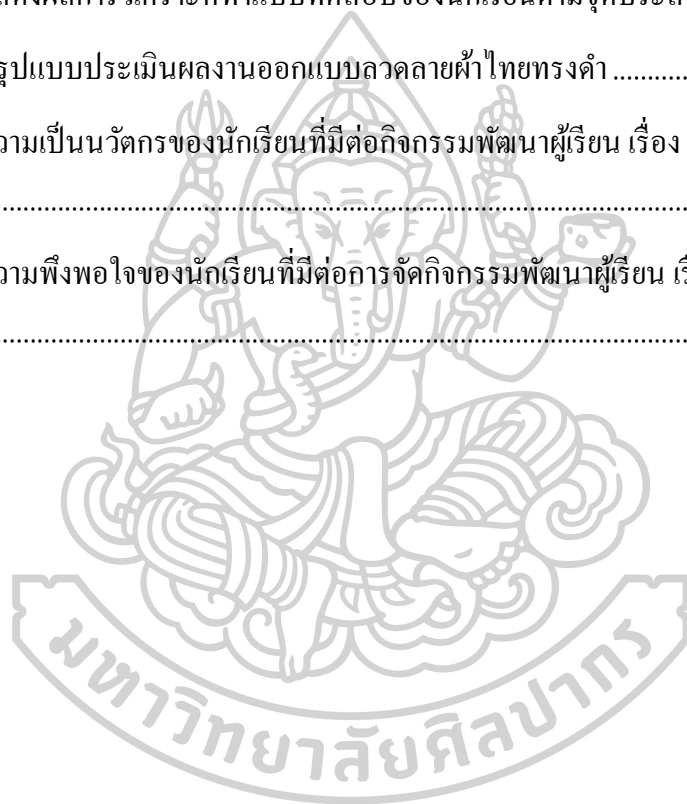 รูปแบบประเมินผลงานออกแบบลวดลายผ้าไทยทรงดำ ............
วามเป็นนวัตกรของนักเรียนที่มีต่อกิจกรรมพัฒนาผู้เรียน เรื่อง
วามพึงพอใจของนักเรียนที่มีต่อการจัดกิจกรรมพัฒนาผู้เรียน เรื
มหาวิทยาลัยศิลปากร